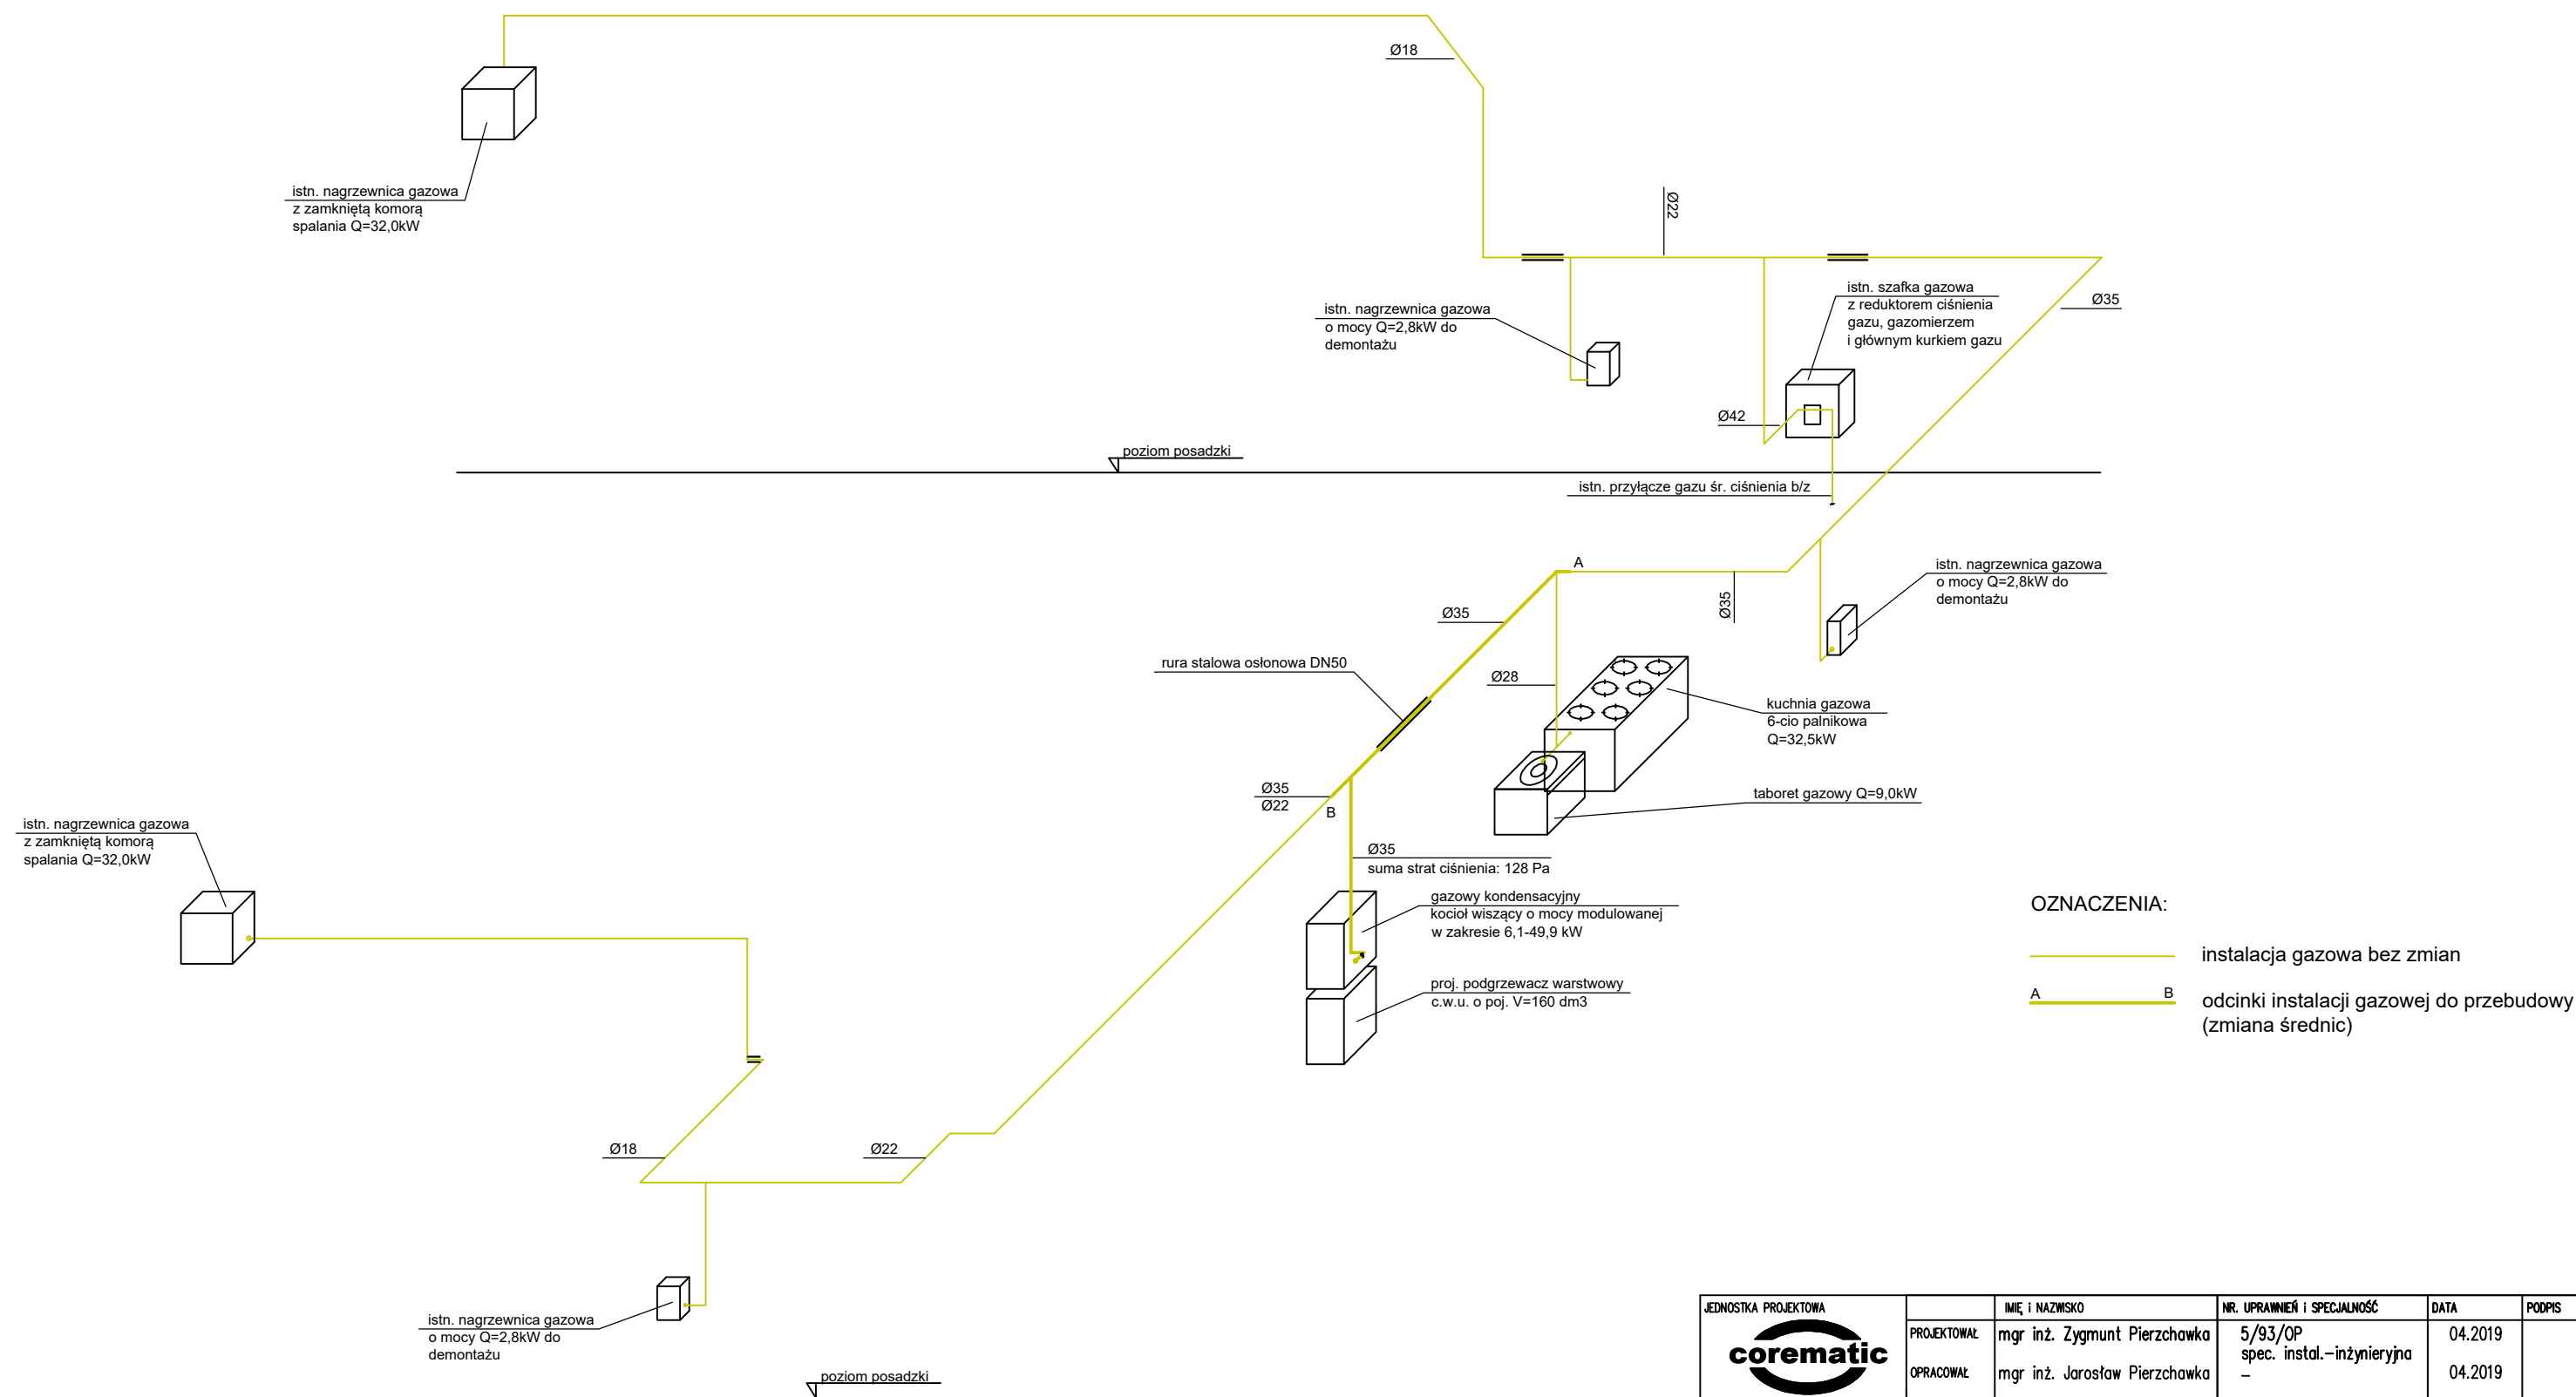 Ø18
istn. nagrzewnica gazowa
z zamkniętą komorą
spalania Q=32,0kW
Ø22
istn. nagrzewnica gazowa
o mocy Q=2,8kW do
demontażu
istn. szafka gazowa
z reduktorem ciśnienia
gazu, gazomierzem
i głównym kurkiem gazu
Ø35
Ø42
poziom posadzki
istn. przyłącze gazu śr. ciśnienia b/z
A
istn. nagrzewnica gazowa
o mocy Q=2,8kW do
demontażu
Ø35
Ø35
rura stalowa osłonowa DN50
Ø28
kuchnia gazowa
6-cio palnikowa
Q=32,5kW
Ø35
Ø22
B
taboret gazowy Q=9,0kW
istn. nagrzewnica gazowa
z zamkniętą komorą
spalania Q=32,0kW
Ø35
suma strat ciśnienia: 128 Pa
gazowy kondensacyjny
kocioł wiszący o mocy modulowanej
w zakresie 6,1-49,9 kW
proj. podgrzewacz warstwowy
c.w.u. o poj. V=160 dm3
OZNACZENIA:
instalacja gazowa bez zmian
A B
odcinki instalacji gazowej do przebudowy
(zmiana średnic)
Ø18
Ø22
istn. nagrzewnica gazowa
o mocy Q=2,8kW do
demontażu
poziom posadzki
JEDNOSTKA PROJEKTOWA
corematic
IMIĘ i NAZWISKO
NR. UPRAWNIEŃ i SPECJALNOŚĆ
DATA
PODPIS
PROJEKTOWAŁ
mgr inż. Zygmunt Pierzchawka
5/93/OP
spec. instal.-inżynieryjna
04.2019
OPRACOWAŁ
mgr inż. Jarosław Pierzchawka
–
04.2019